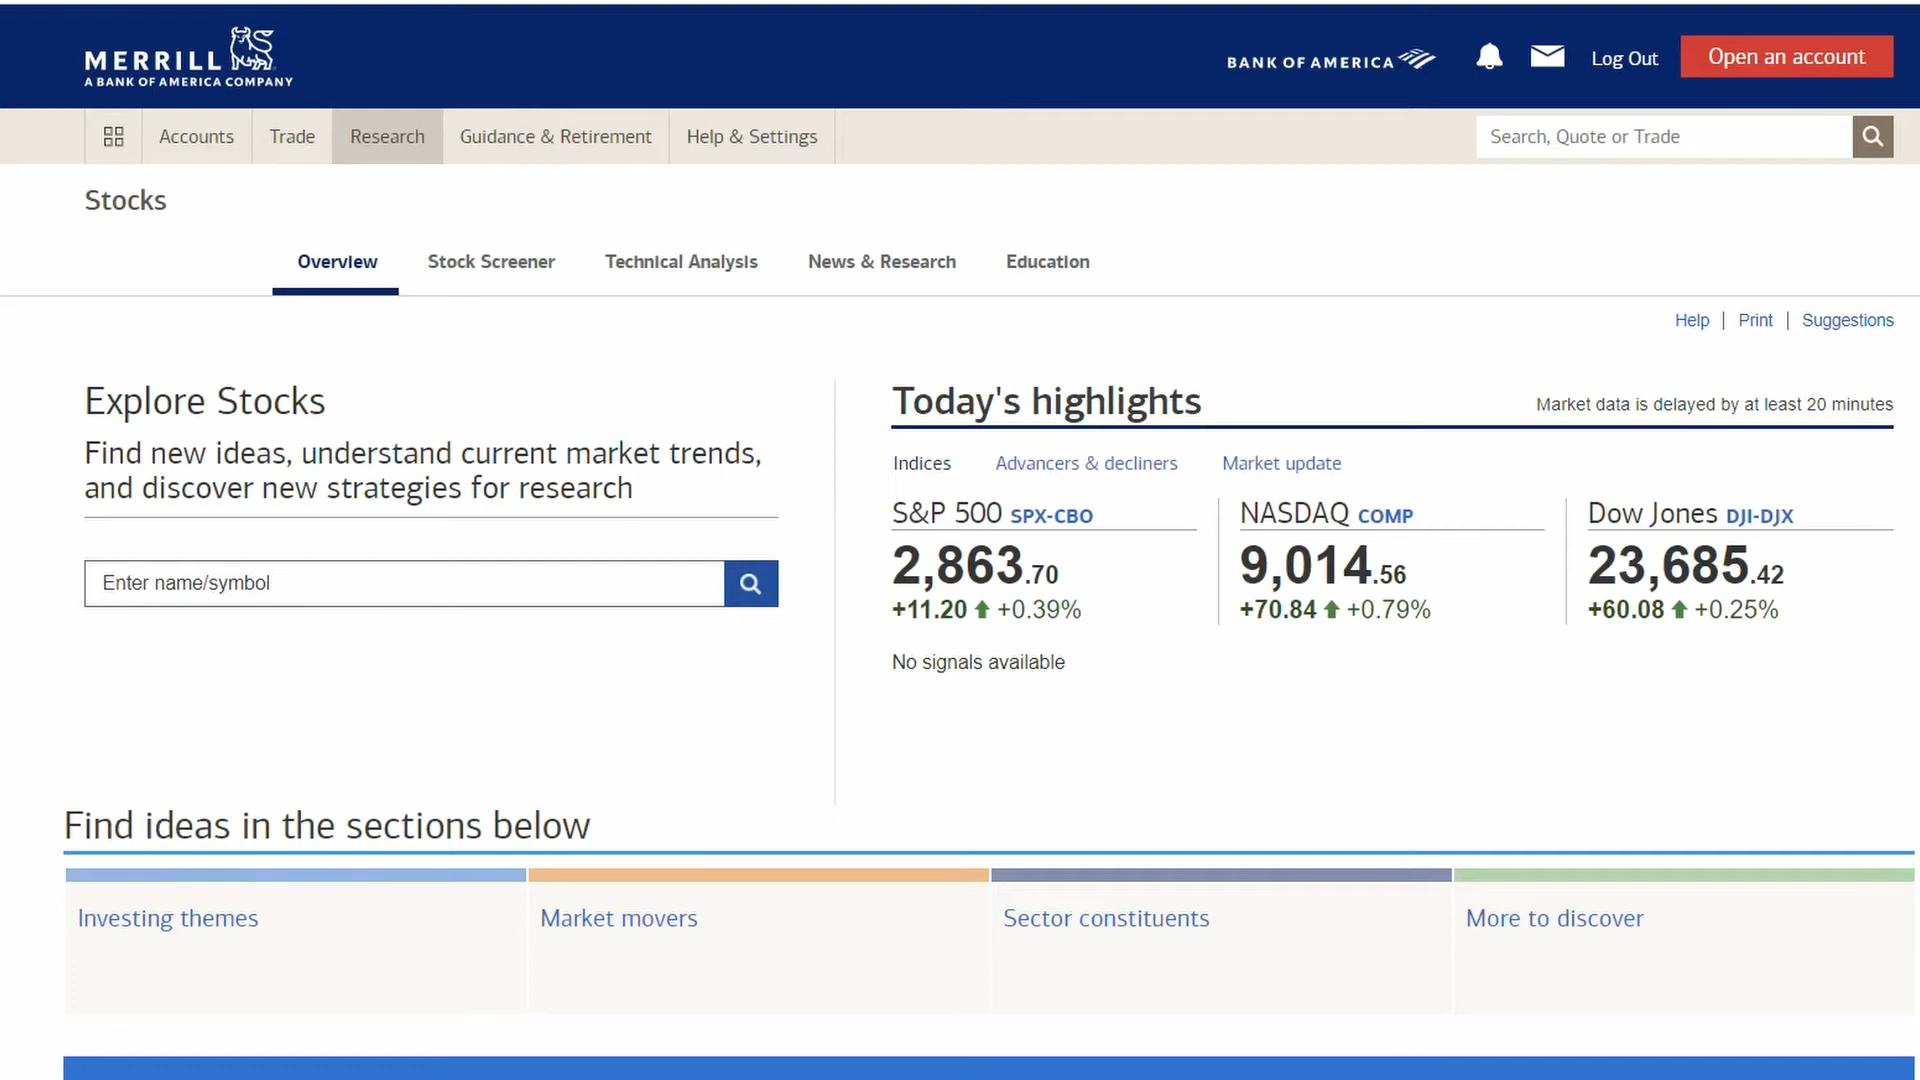 MERRILL
A BANK OF AMERICA COMPANY
BANK OF AMERICA
Log Out
Open an account
Accounts
Trade
Research
Guidance & Retirement
Help & Settings
Search, Quote or Trade
Stocks
Overview
Stock Screener
Technical Analysis
News & Research
Education
Help | Print | Suggestions
Explore Stocks
Find new ideas, understand current market trends,
and discover new strategies for research
Enter name/symbol
Today's highlights
Market data is delayed by at least 20 minutes
Indices
Advancers & decliners
Market update
S&P 500 SPX-CBO
2,863.70
+11.20 +0.39%
NASDAQ COMP
9,014.56
+70.84 +0.79%
Dow Jones DJI-DJX
23,685.42
+60.08 +0.25%
No signals available
Find ideas in the sections below
Investing themes
Market movers
Sector constituents
More to discover